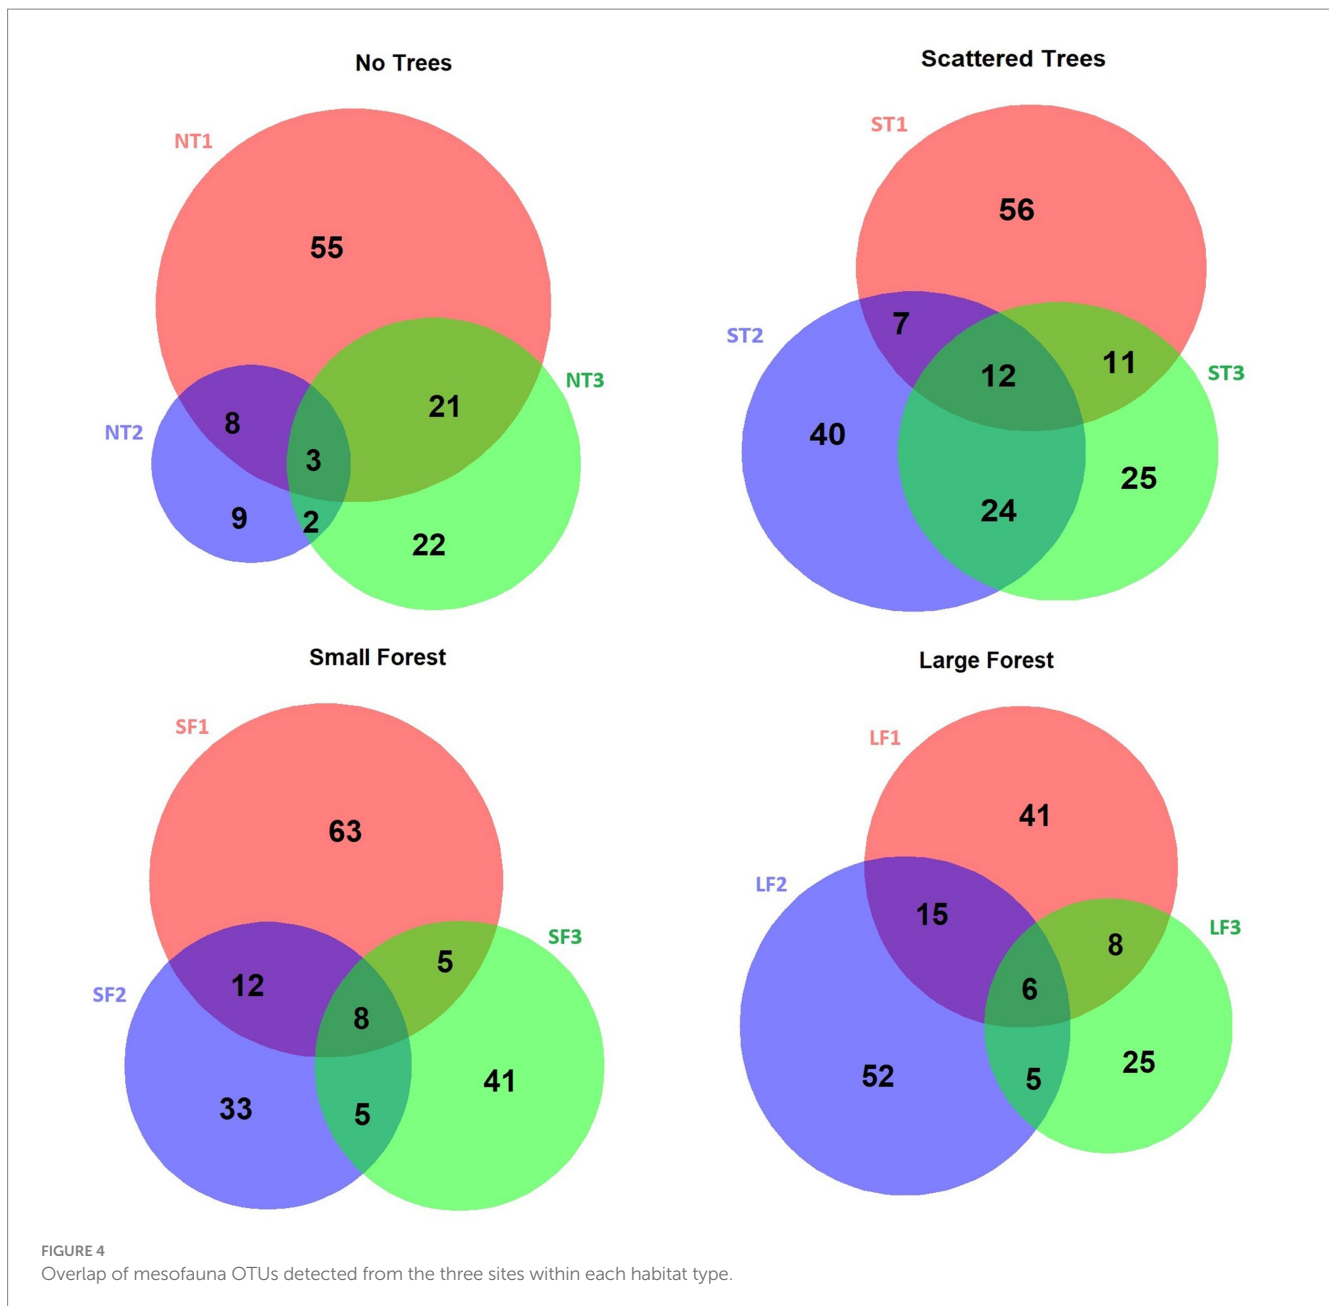 No Trees
NT1
55
NT3
21
NT2
8
3
9
2
22
Scattered Trees
ST1
56
ST2
7
12
11
ST3
40
25
24
Small Forest
SF1
63
SF3
5
SF2
12
8
41
33
5
Large Forest
LF1
41
LF2
15
8
LF3
6
52
5
25
FIGURE 4
Overlap of mesofauna OTUs detected from the three sites within each habitat type.